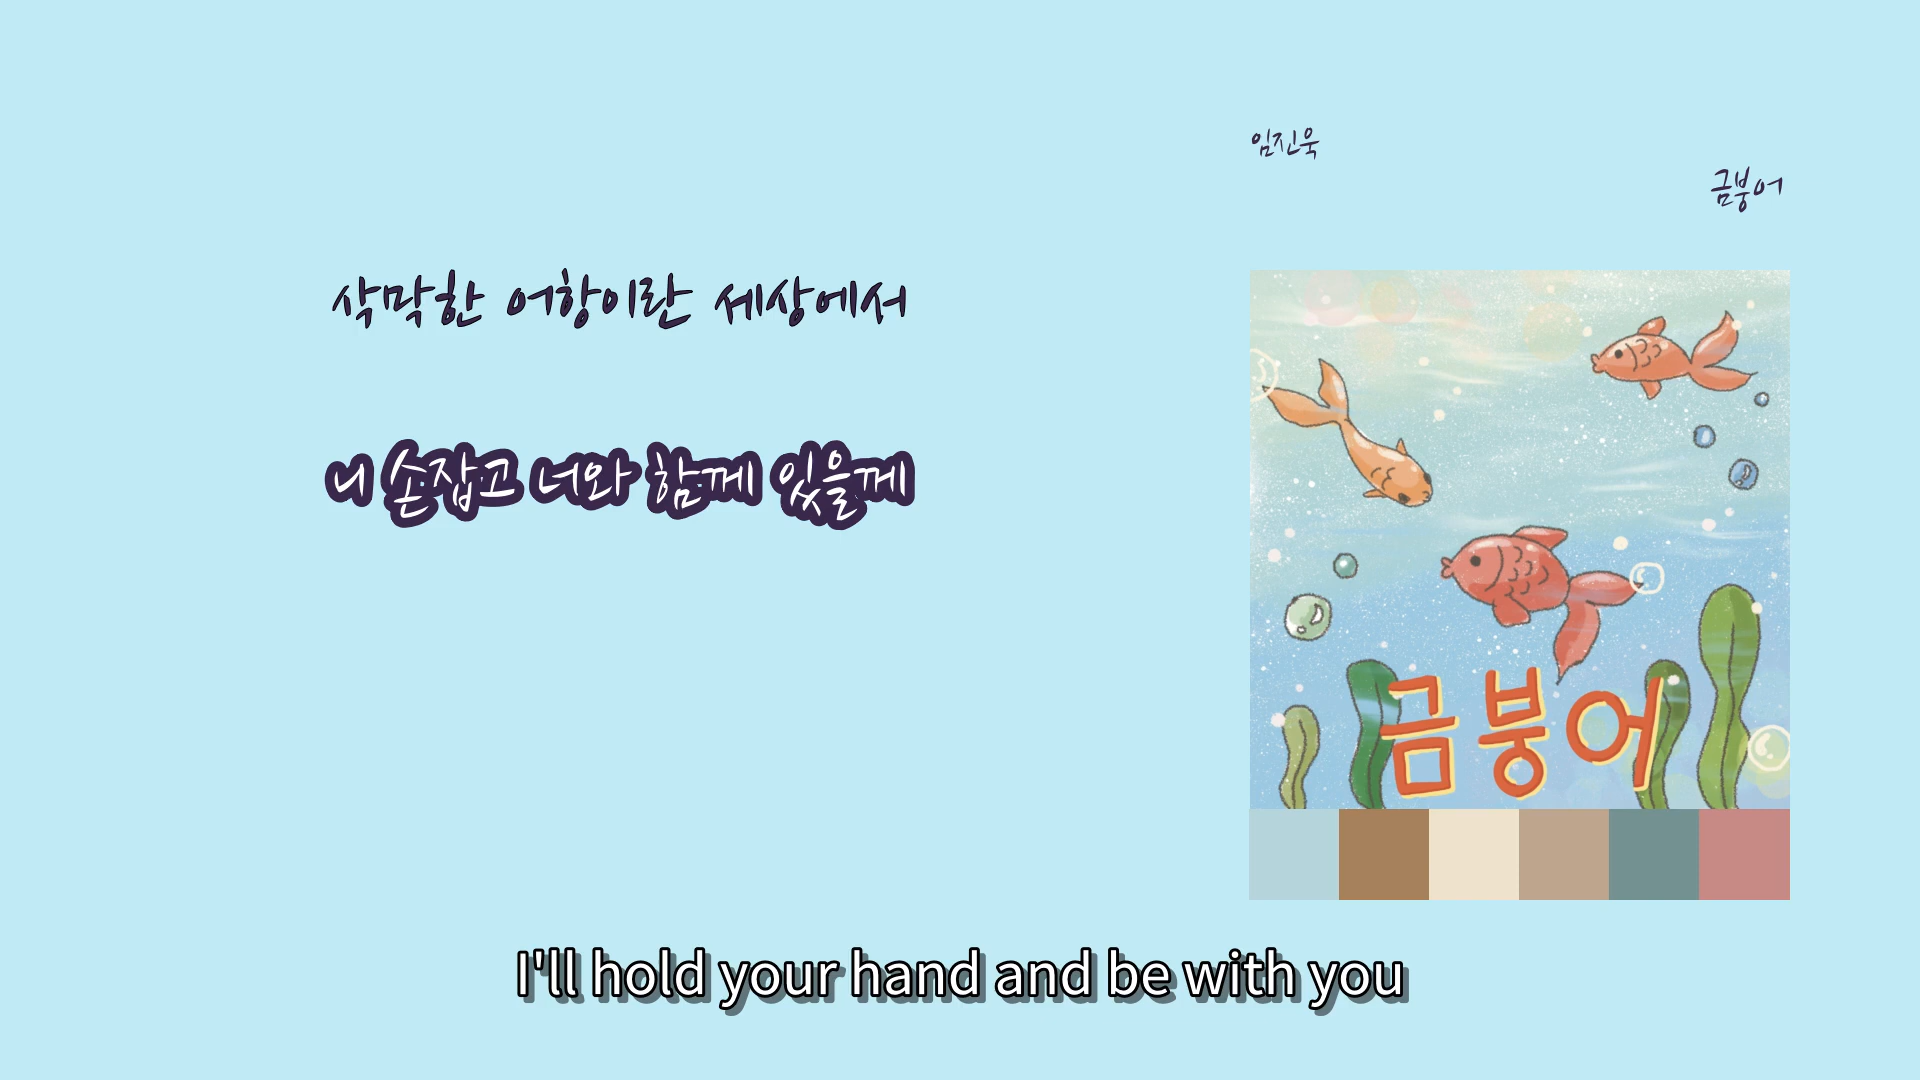 임진욱
금붕어
삭막한 어항이란 세상에서
니 손잡고 너와 함께 있을께
금붕어
I'll hold your hand and be with you